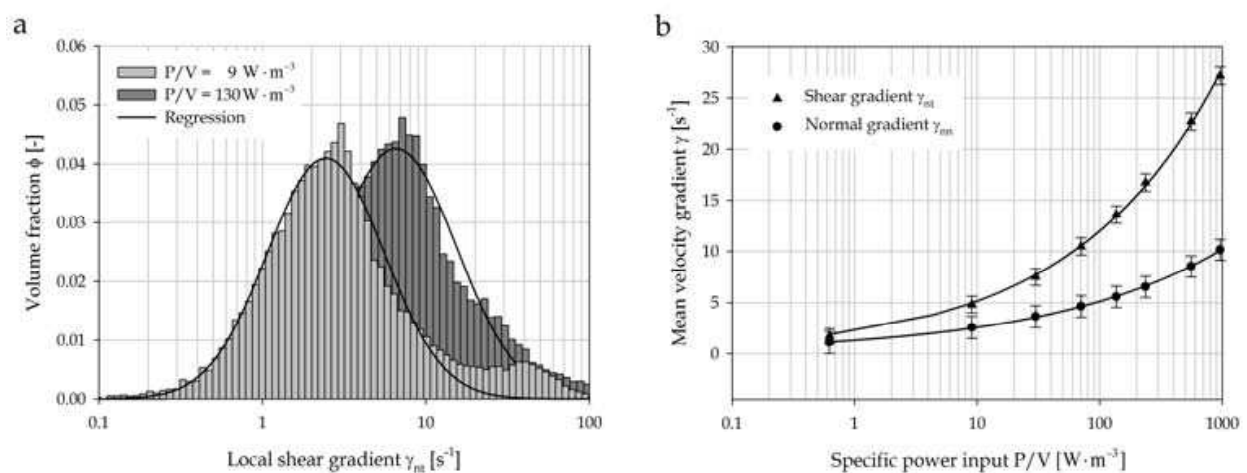 a
0.06
0.05
0.04
0.03
0.02
0.01
0.00
Volume fraction ϕ [-]
P/V = 9 W·m⁻³
P/V = 130 W·m⁻³
Regression
0.1
1
10
100
Local shear gradient γₙₜ [s⁻¹]
b
30
25
20
15
10
5
0
Mean velocity gradient γ [s⁻¹]
Shear gradient γₙₜ
Normal gradient γₙₙ
0.1
1
10
100
1000
Specific power input P/V [W·m⁻³]